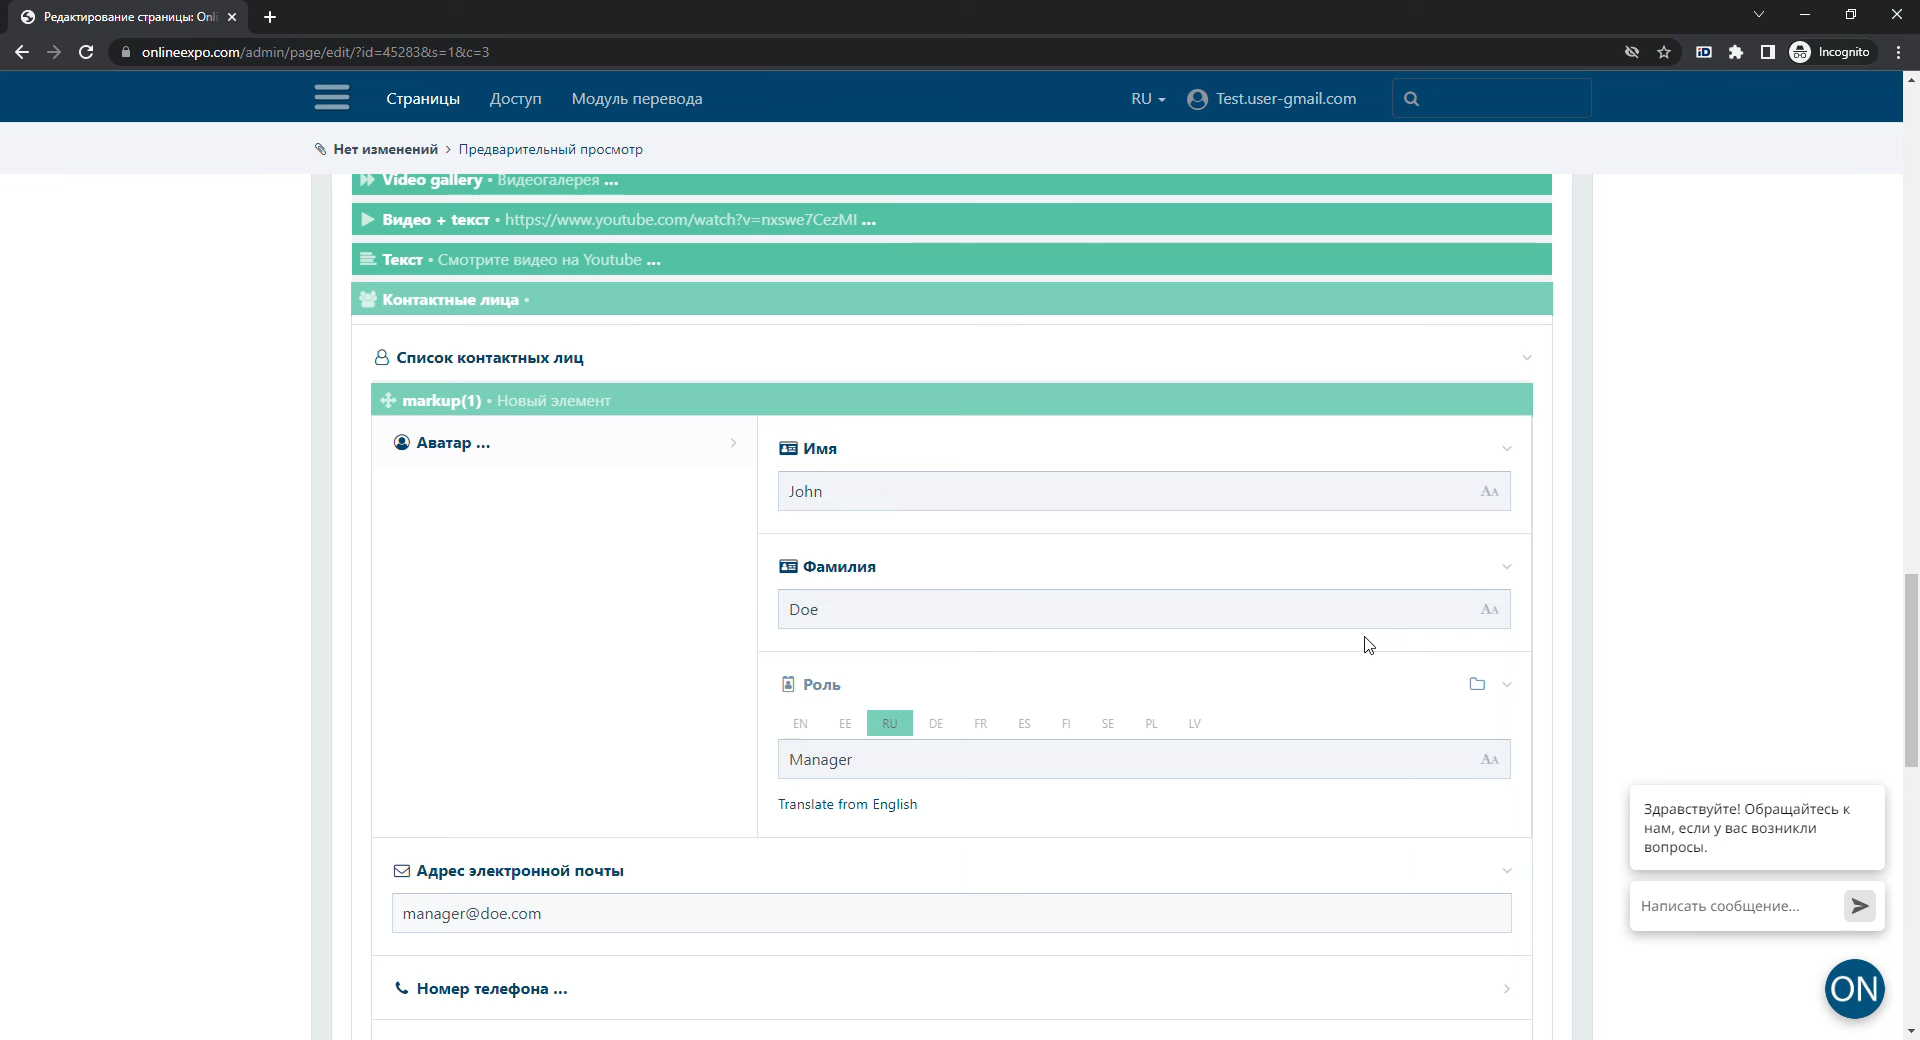 Редактирование страницы: Onli
onlineexpo.com/admin/page/edit/?id=45283&s=1&c=3
Incognito
Страницы Доступ Модуль перевода
RU Test.user-gmail.com
Нет изменений > Предварительный просмотр
Video gallery • Видеогалерея ...
Видео + текст • https://www.youtube.com/watch?v=nxswe7CezMI ...
Текст • Смотрите видео на Youtube ...
Контактные лица •
Список контактных лиц
markup(1) • Новый элемент
Аватар ...
Имя
John
Фамилия
Doe
Роль
EN EE RU DE FR ES FI SE PL LV
Manager
Translate from English
Адрес электронной почты
manager@doe.com
Номер телефона ...
Здравствуйте! Обращайтесь к
нам, если у вас возникли
вопросы.
Написать сообщение...
ON